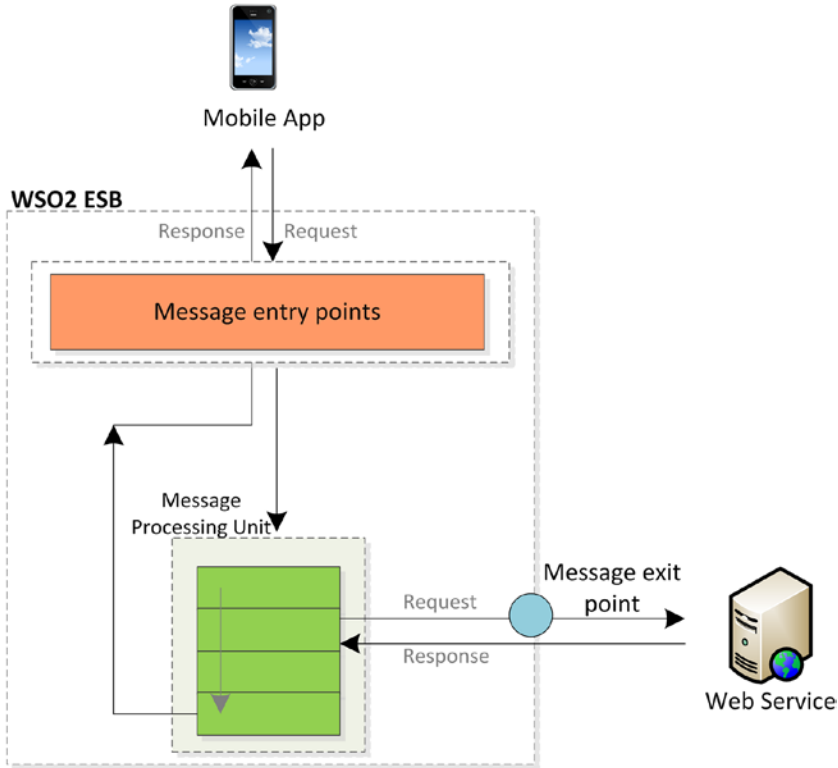 Mobile App
WSO2 ESB
Response
Request
Message entry points
Message
Processing Unit
Message exit
point
Request
Response
Web Service